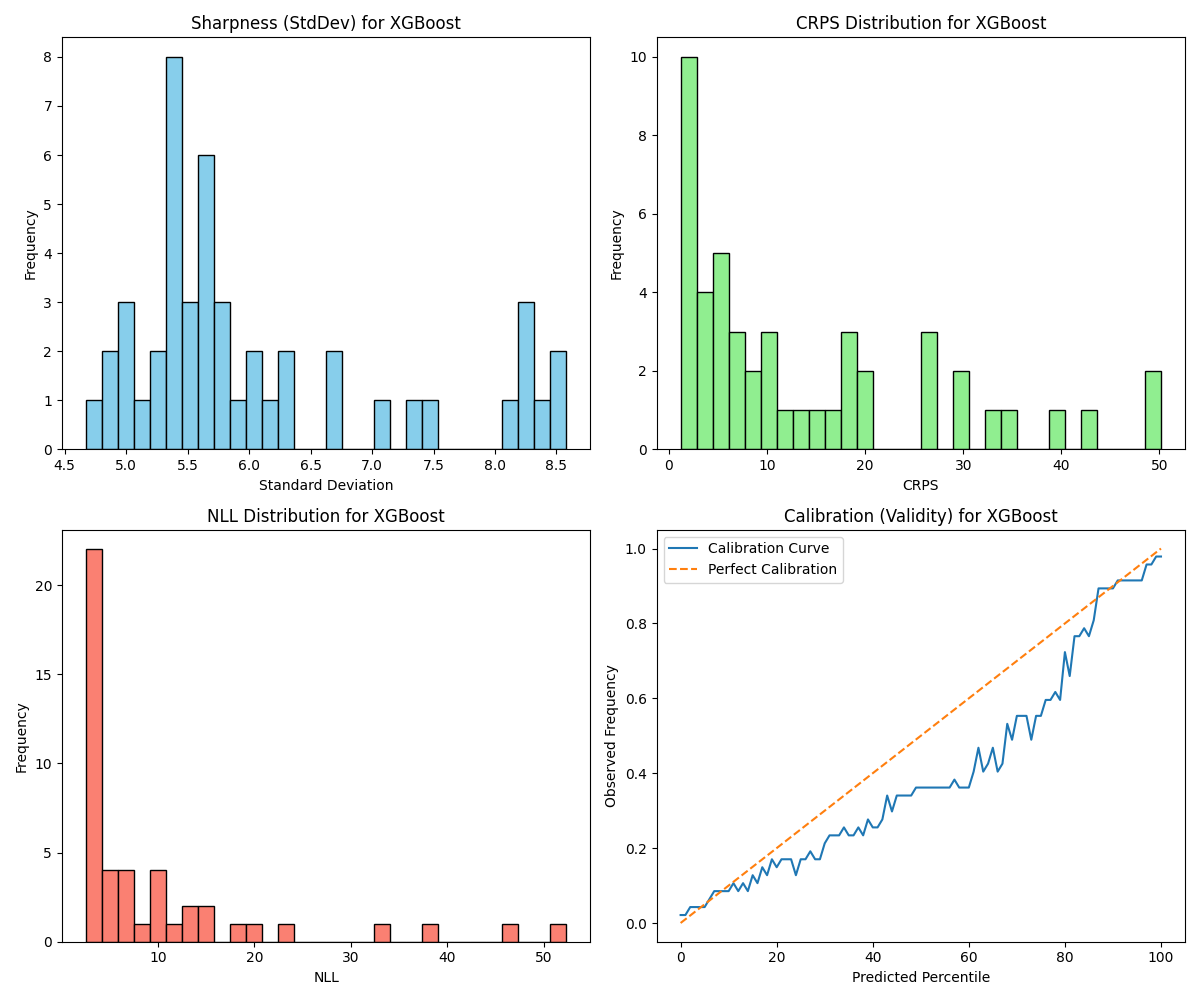 Sharpness (StdDev) for XGBoost
8
7
6
5
4
3
2
1
0
Frequency
4.5 5.0 5.5 6.0 6.5 7.0 7.5 8.0 8.5
Standard Deviation
CRPS Distribution for XGBoost
10
8
6
4
2
0
Frequency
0 10 20 30 40 50
CRPS
NLL Distribution for XGBoost
20
15
10
5
0
Frequency
10 20 30 40 50
NLL
Calibration (Validity) for XGBoost
Calibration Curve
Perfect Calibration
1.0
0.8
0.6
0.4
0.2
0.0
Observed Frequency
0 20 40 60 80 100
Predicted Percentile